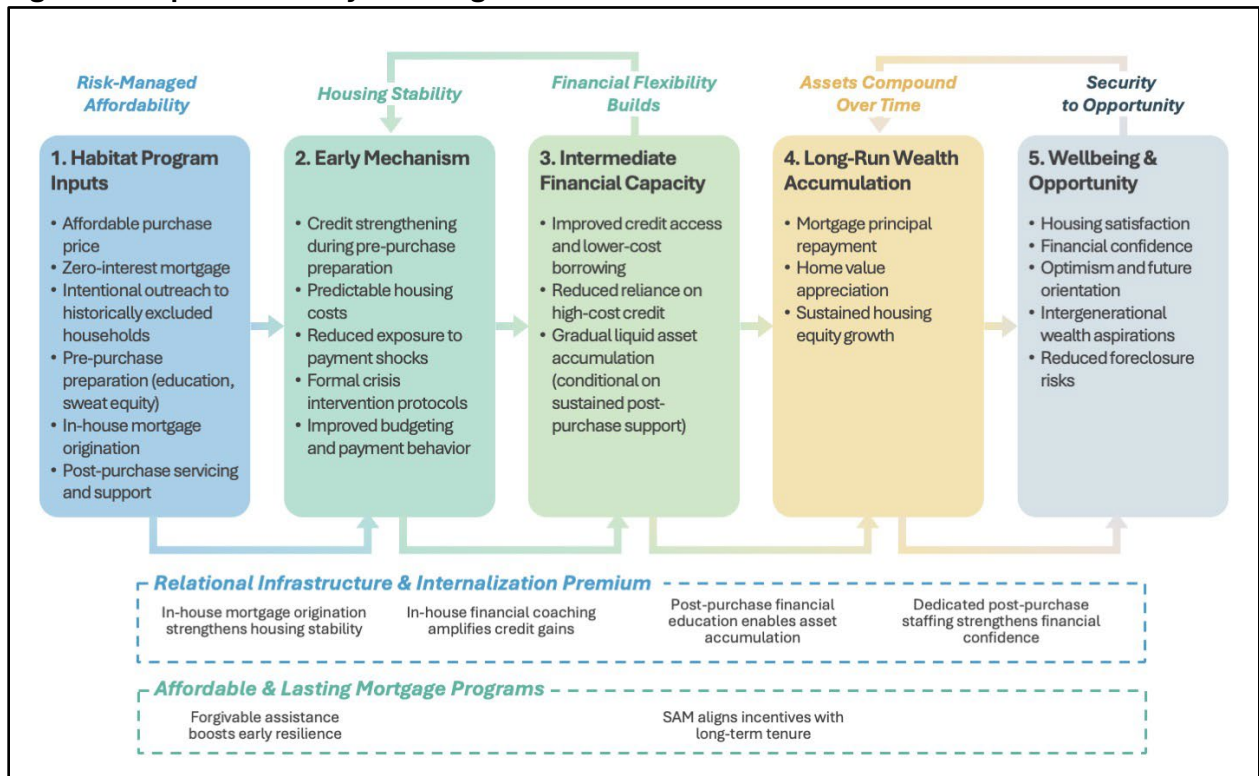 Risk-Managed
Affordability
Housing Stability
Financial Flexibility
Builds
Assets Compound
Over Time
Security
to Opportunity
1. Habitat Program
Inputs
• Affordable purchase
price
• Zero-interest mortgage
• Intentional outreach to
historically excluded
households
• Pre-purchase
preparation (education,
sweat equity)
• In-house mortgage
origination
• Post-purchase servicing
and support
2. Early Mechanism
• Credit strengthening
during pre-purchase
preparation
• Predictable housing
costs
• Reduced exposure to
payment shocks
• Formal crisis
intervention protocols
• Improved budgeting
and payment behavior
3. Intermediate
Financial Capacity
• Improved credit access
and lower-cost
borrowing
• Reduced reliance on
high-cost credit
• Gradual liquid asset
accumulation
(conditional on
sustained post-
purchase support)
4. Long-Run Wealth
Accumulation
• Mortgage principal
repayment
• Home value
appreciation
• Sustained housing
equity growth
5. Wellbeing &
Opportunity
• Housing satisfaction
• Financial confidence
• Optimism and future
orientation
• Intergenerational
wealth aspirations
• Reduced foreclosure
risks
Relational Infrastructure & Internalization Premium
In-house mortgage origination
strengthens housing stability
In-house financial coaching
amplifies credit gains
Post-purchase financial
education enables asset
accumulation
Dedicated post-purchase
staffing strengthens financial
confidence
Affordable & Lasting Mortgage Programs
Forgivable assistance
boosts early resilience
SAM aligns incentives with
long-term tenure